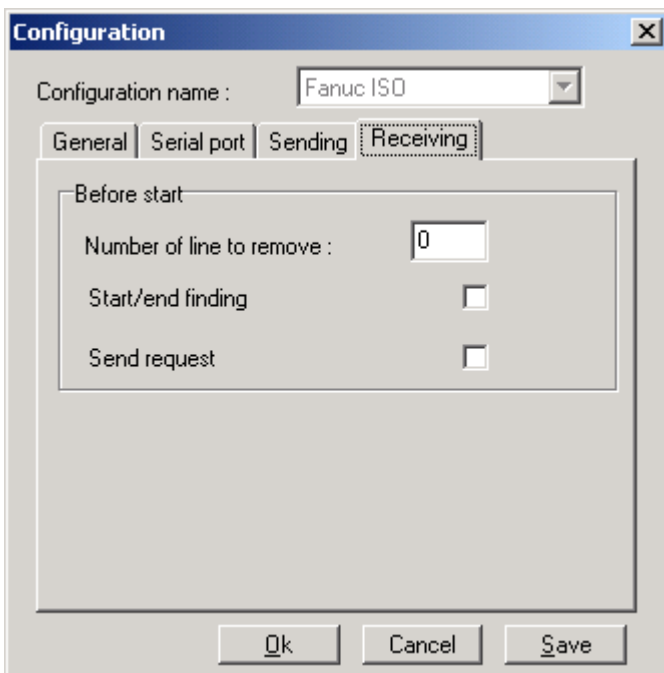 Configuration
Configuration name : Fanuc ISO
General Serial port Sending Receiving
Before start
Number of line to remove : 0
Start/end finding
Send request
Ok Cancel Save